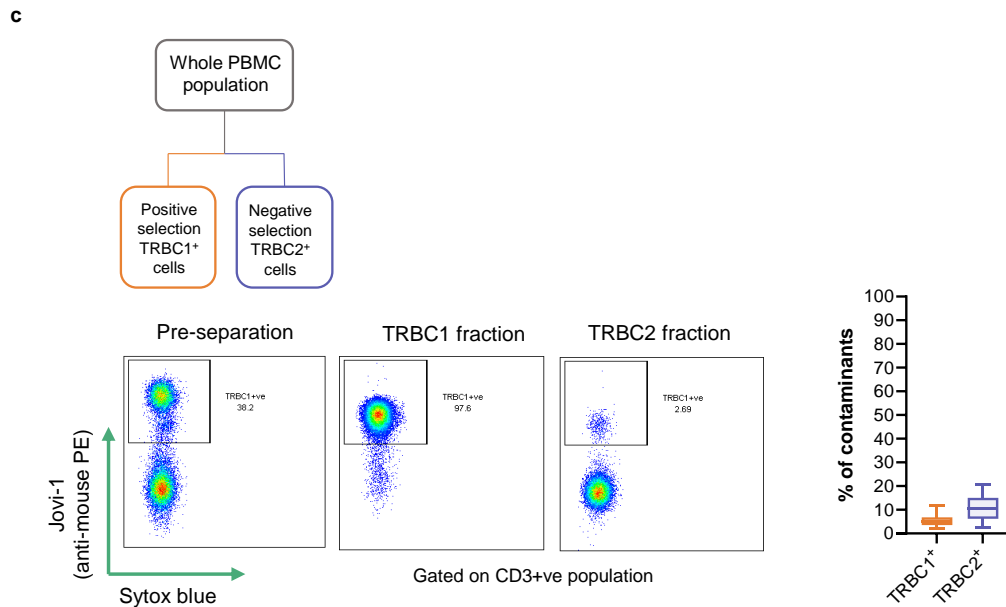 c
Whole PBMC
population
Positive
selection
TRBC1⁺
cells
Negative
selection
TRBC2⁺
cells
Pre-separation
TRBC1 fraction
TRBC2 fraction
TRBC1+ve
38.2
TRBC1+ve
97.6
TRBC1+ve
2.69
Jovi-1
(anti-mouse PE)
Sytox blue
Gated on CD3+ve population
% of contaminants
100
90
80
70
60
50
40
30
20
10
0
TRBC1⁺
TRBC2⁺